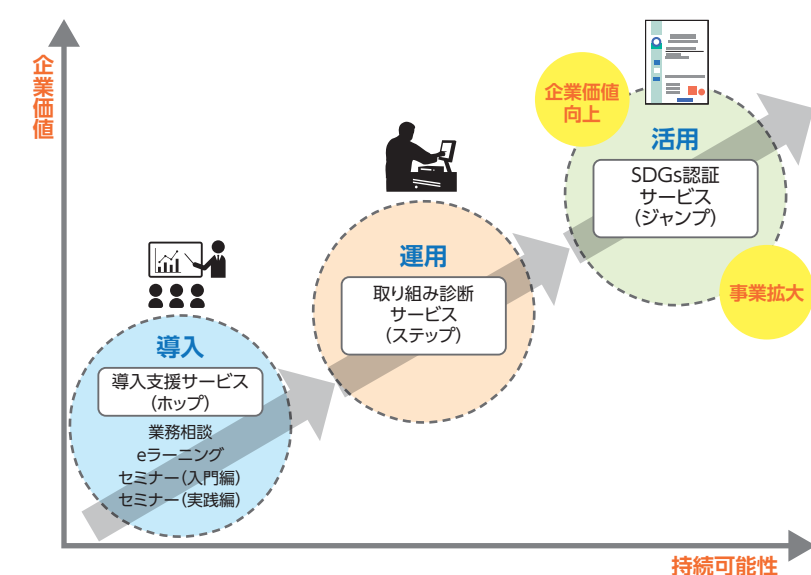 企業価値
企業価値
向上
活用
SDGs認証
サービス
(ジャンプ)
事業拡大
運用
取り組み診断
サービス
(ステップ)
導入
導入支援サービス
(ホップ)
業務相談
eラーニング
セミナー(入門編)
セミナー(実践編)
持続可能性